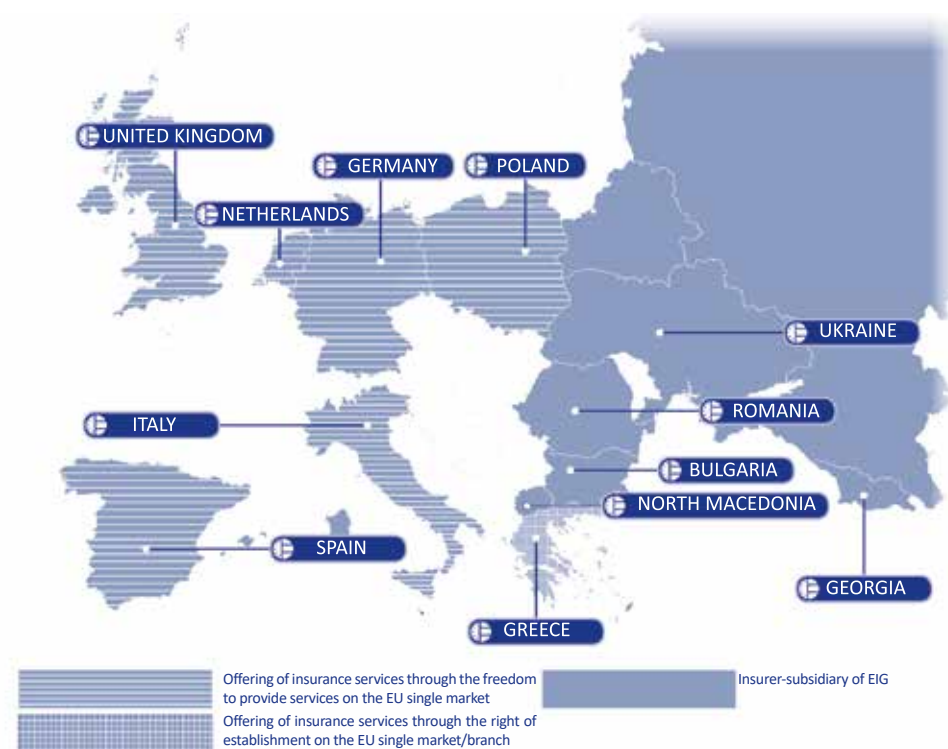 UNITED KINGDOM
GERMANY
POLAND
NETHERLANDS
UKRAINE
ROMANIA
ITALY
BULGARIA
NORTH MACEDONIA
SPAIN
GEORGIA
GREECE
Offering of insurance services through the freedom
to provide services on the EU single market
Insurer-subsidiary of EIG
Offering of insurance services through the right of
establishment on the EU single market/branch